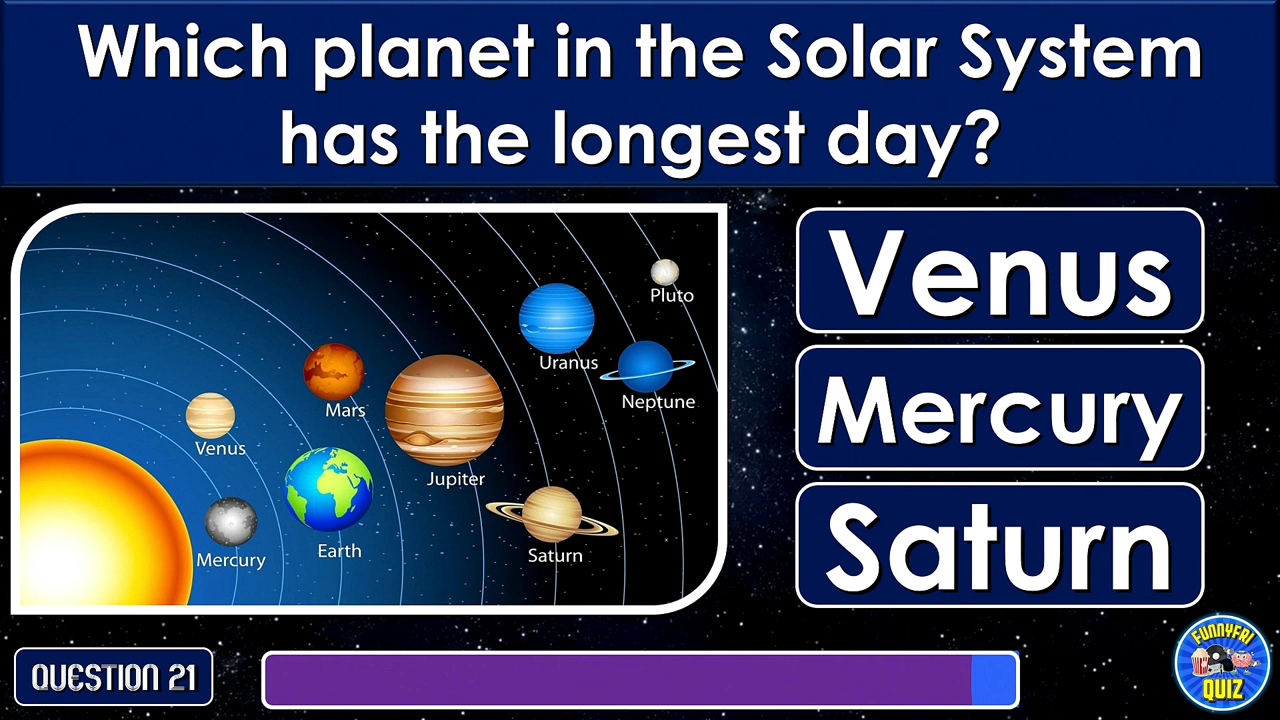 Which planet in the Solar System
has the longest day?
Venus
Mercury
Saturn
Pluto
Uranus
Neptune
Mars
Venus
Jupiter
Earth
Mercury
Saturn
QUESTION 21
FUNNYFRI
QUIZ